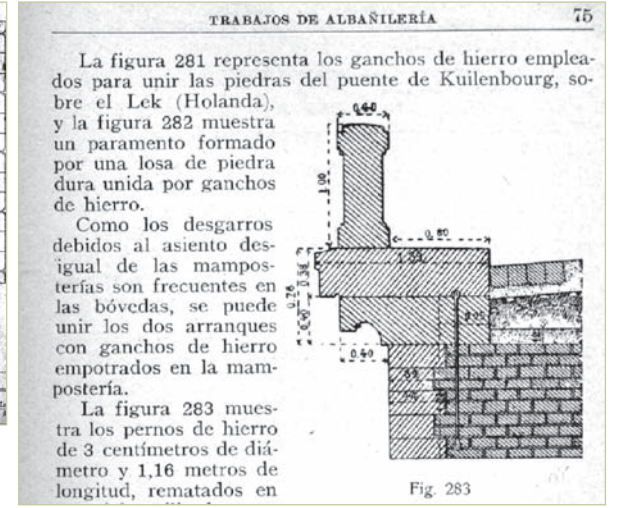 TRABAJOS DE ALBAÑILERÍA 75
La figura 281 representa los ganchos de hierro emplea-
dos para unir las piedras del puente de Kuilenbourg, so-
bre el Lek (Holanda),
y la figura 282 muestra
un paramento formado
por una losa de piedra
dura unida por ganchos
de hierro.
Como los desgarros
debidos al asiento des-
igual de las mampos-
terías son frecuentes en
las bóvedas, se puede
unir los dos arranques
con ganchos de hierro
empotrados en la mam-
postería.
La figura 283 mues-
tra los pernos de hierro
de 3 centímetros de diá-
metro y 1,16 metros de
longitud, rematados en
1.00
0.80
0.38
0.40
0.40
Fig. 283